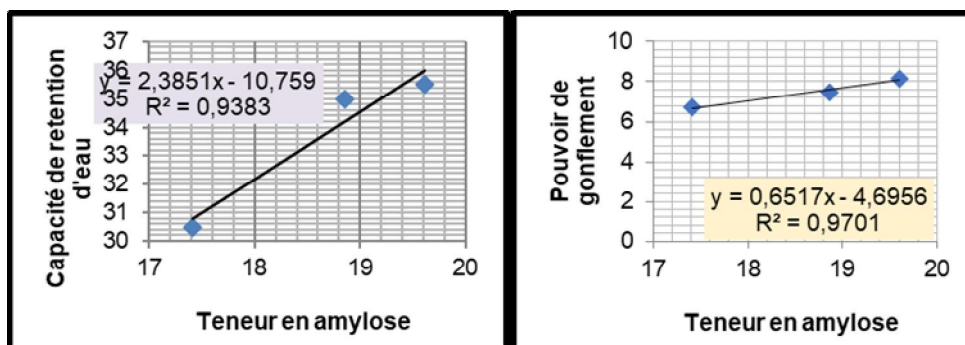 Capacité de retention
d'eau
37
36
35
34
33
32
31
30
y = 2,3851x - 10,759
R² = 0,9383
17 18 19 20
Teneur en amylose
Pouvoir de
gonflement
10
8
6
4
2
0
y = 0,6517x - 4,6956
R² = 0,9701
17 18 19 20
Teneur en amylose